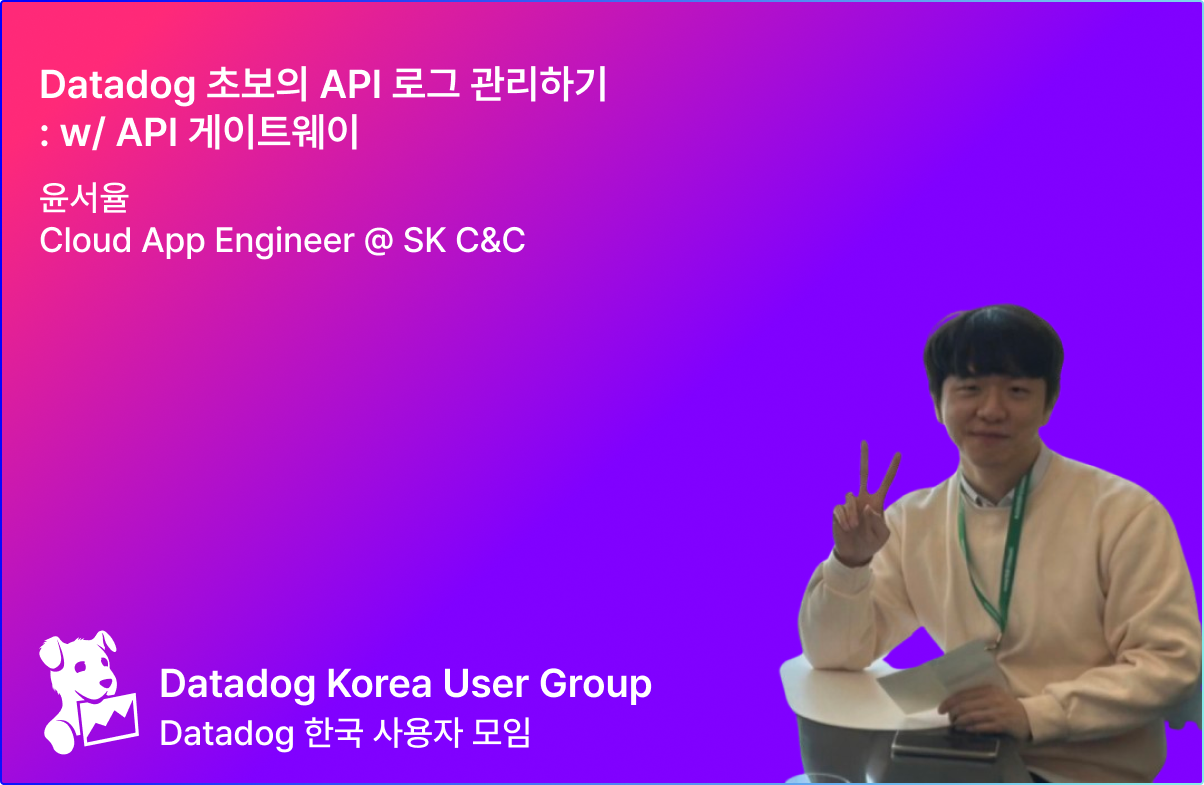 Datadog 초보의 API 로그 관리하기
: w/ API 게이트웨이
윤서율
Cloud App Engineer @ SK C&C
Datadog Korea User Group
Datadog 한국 사용자 모임